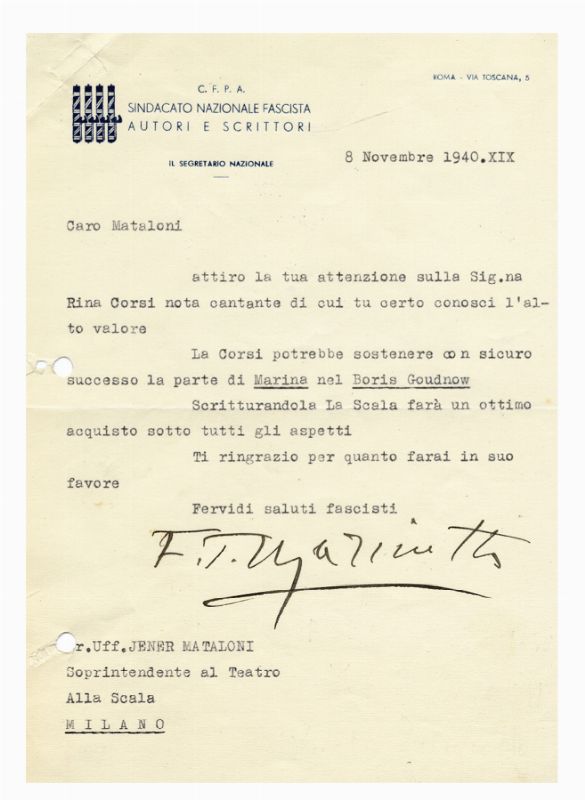 ROMA - VIA TOSCANA, 5
C. F. P. A.
SINDACATO NAZIONALE FASCISTA
AUTORI E SCRITTORI
IL SEGRETARIO NAZIONALE
8 Novembre 1940.XIX
Caro Mataloni
attiro la tua attenzione sulla Sig.na
Rina Corsi nota cantante di cui tu certo conosci l'al-
to valore
La Corsi potrebbe sostenere con sicuro
successo la parte di Marina nel Boris Goudnow
Scritturandola La Scala farà un ottimo
acquisto sotto tutti gli aspetti
Ti ringrazio per quanto farai in suo
favore
Fervidi saluti fascisti
F. T. Marinetti
r.Uff.JENER MATALONI
Soprintendente al Teatro
Alla Scala
MILANO